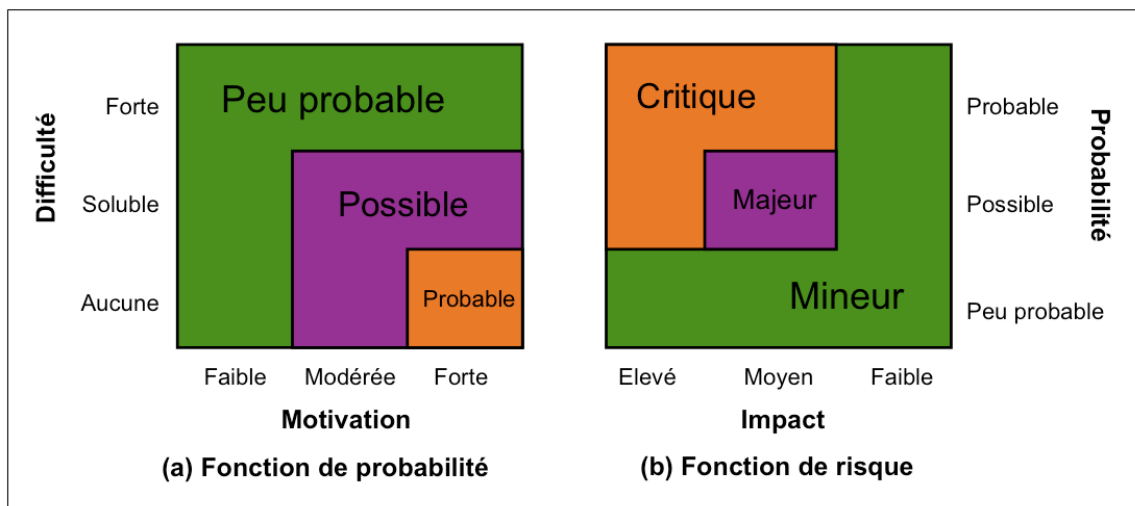 Difficulté
Forte
Soluble
Aucune
Peu probable
Possible
Probable
Faible
Modérée
Forte
Motivation
(a) Fonction de probabilité
Critique
Majeur
Mineur
Probable
Possible
Peu probable
Probabilité
Elevé
Moyen
Faible
Impact
(b) Fonction de risque